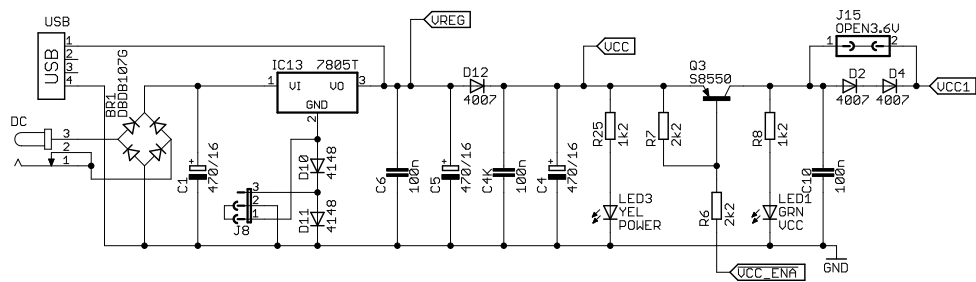 USB
1
2
3
4
USB
DC
3
2
1
BR1
DBDB107G
C1
470/16
IC13 7805T
1
VI
VO
3
GND
2
D10
4148
D11
4148
3
2
1
J8
C6
100n
VREG
C5
470/16
D12
4007
C4K
100n
C4
470/16
VCC
R25
1k2
LED3
YEL
POWER
R7
2k2
Q3
S8550
R6
2k2
VCC_ENA
R8
1k2
LED1
GRN
VCC
C10
100n
J15
OPEN3.6V
1
2
D2
4007
D4
4007
VCC1
GND